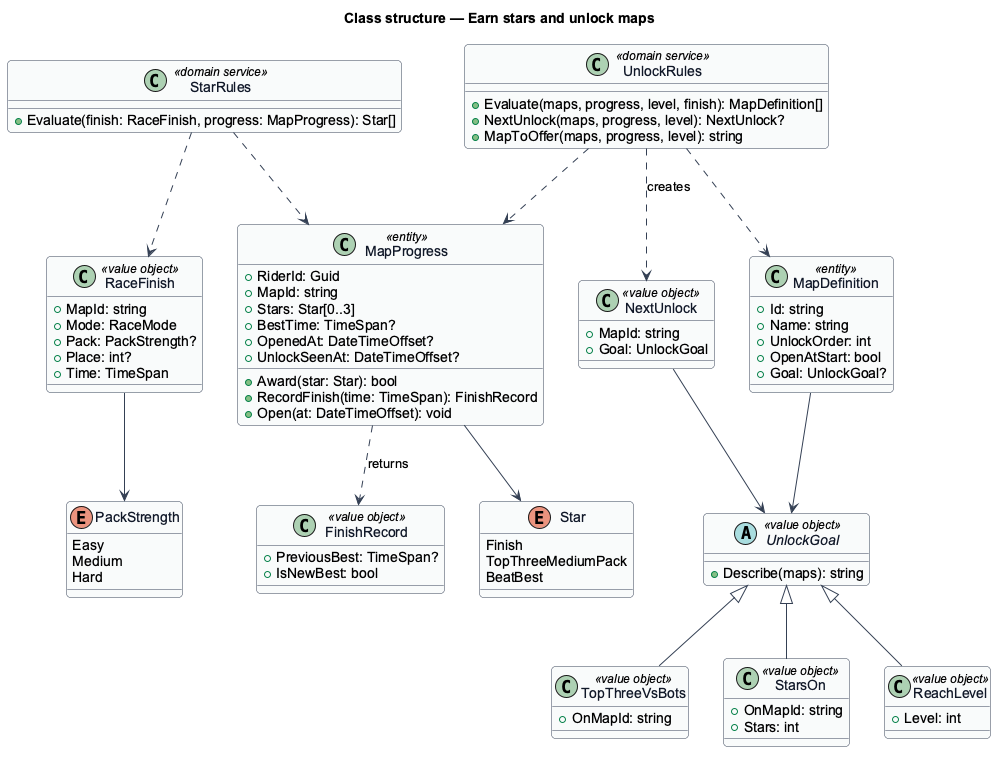 Class structure — Earn stars and unlock maps
«domain service»
StarRules
Evaluate(finish: RaceFinish, progress: MapProgress): Star[]
«domain service»
UnlockRules
Evaluate(maps, progress, level, finish): MapDefinition[]
NextUnlock(maps, progress, level): NextUnlock?
MapToOffer(maps, progress, level): string
creates
«value object»
RaceFinish
MapId: string
Mode: RaceMode
Pack: PackStrength?
Place: int?
Time: TimeSpan
«entity»
MapProgress
RiderId: Guid
MapId: string
Stars: Star[0..3]
BestTime: TimeSpan?
OpenedAt: DateTimeOffset?
UnlockSeenAt: DateTimeOffset?
Award(star: Star): bool
RecordFinish(time: TimeSpan): FinishRecord
Open(at: DateTimeOffset): void
«value object»
NextUnlock
MapId: string
Goal: UnlockGoal
«entity»
MapDefinition
Id: string
Name: string
UnlockOrder: int
OpenAtStart: bool
Goal: UnlockGoal?
returns
PackStrength
Easy
Medium
Hard
«value object»
FinishRecord
PreviousBest: TimeSpan?
IsNewBest: bool
Star
Finish
TopThreeMediumPack
BeatBest
«value object»
UnlockGoal
Describe(maps): string
«value object»
TopThreeVsBots
OnMapId: string
«value object»
StarsOn
OnMapId: string
Stars: int
«value object»
ReachLevel
Level: int
C
C
C
C
C
C
E
C
E
A
C
C
C